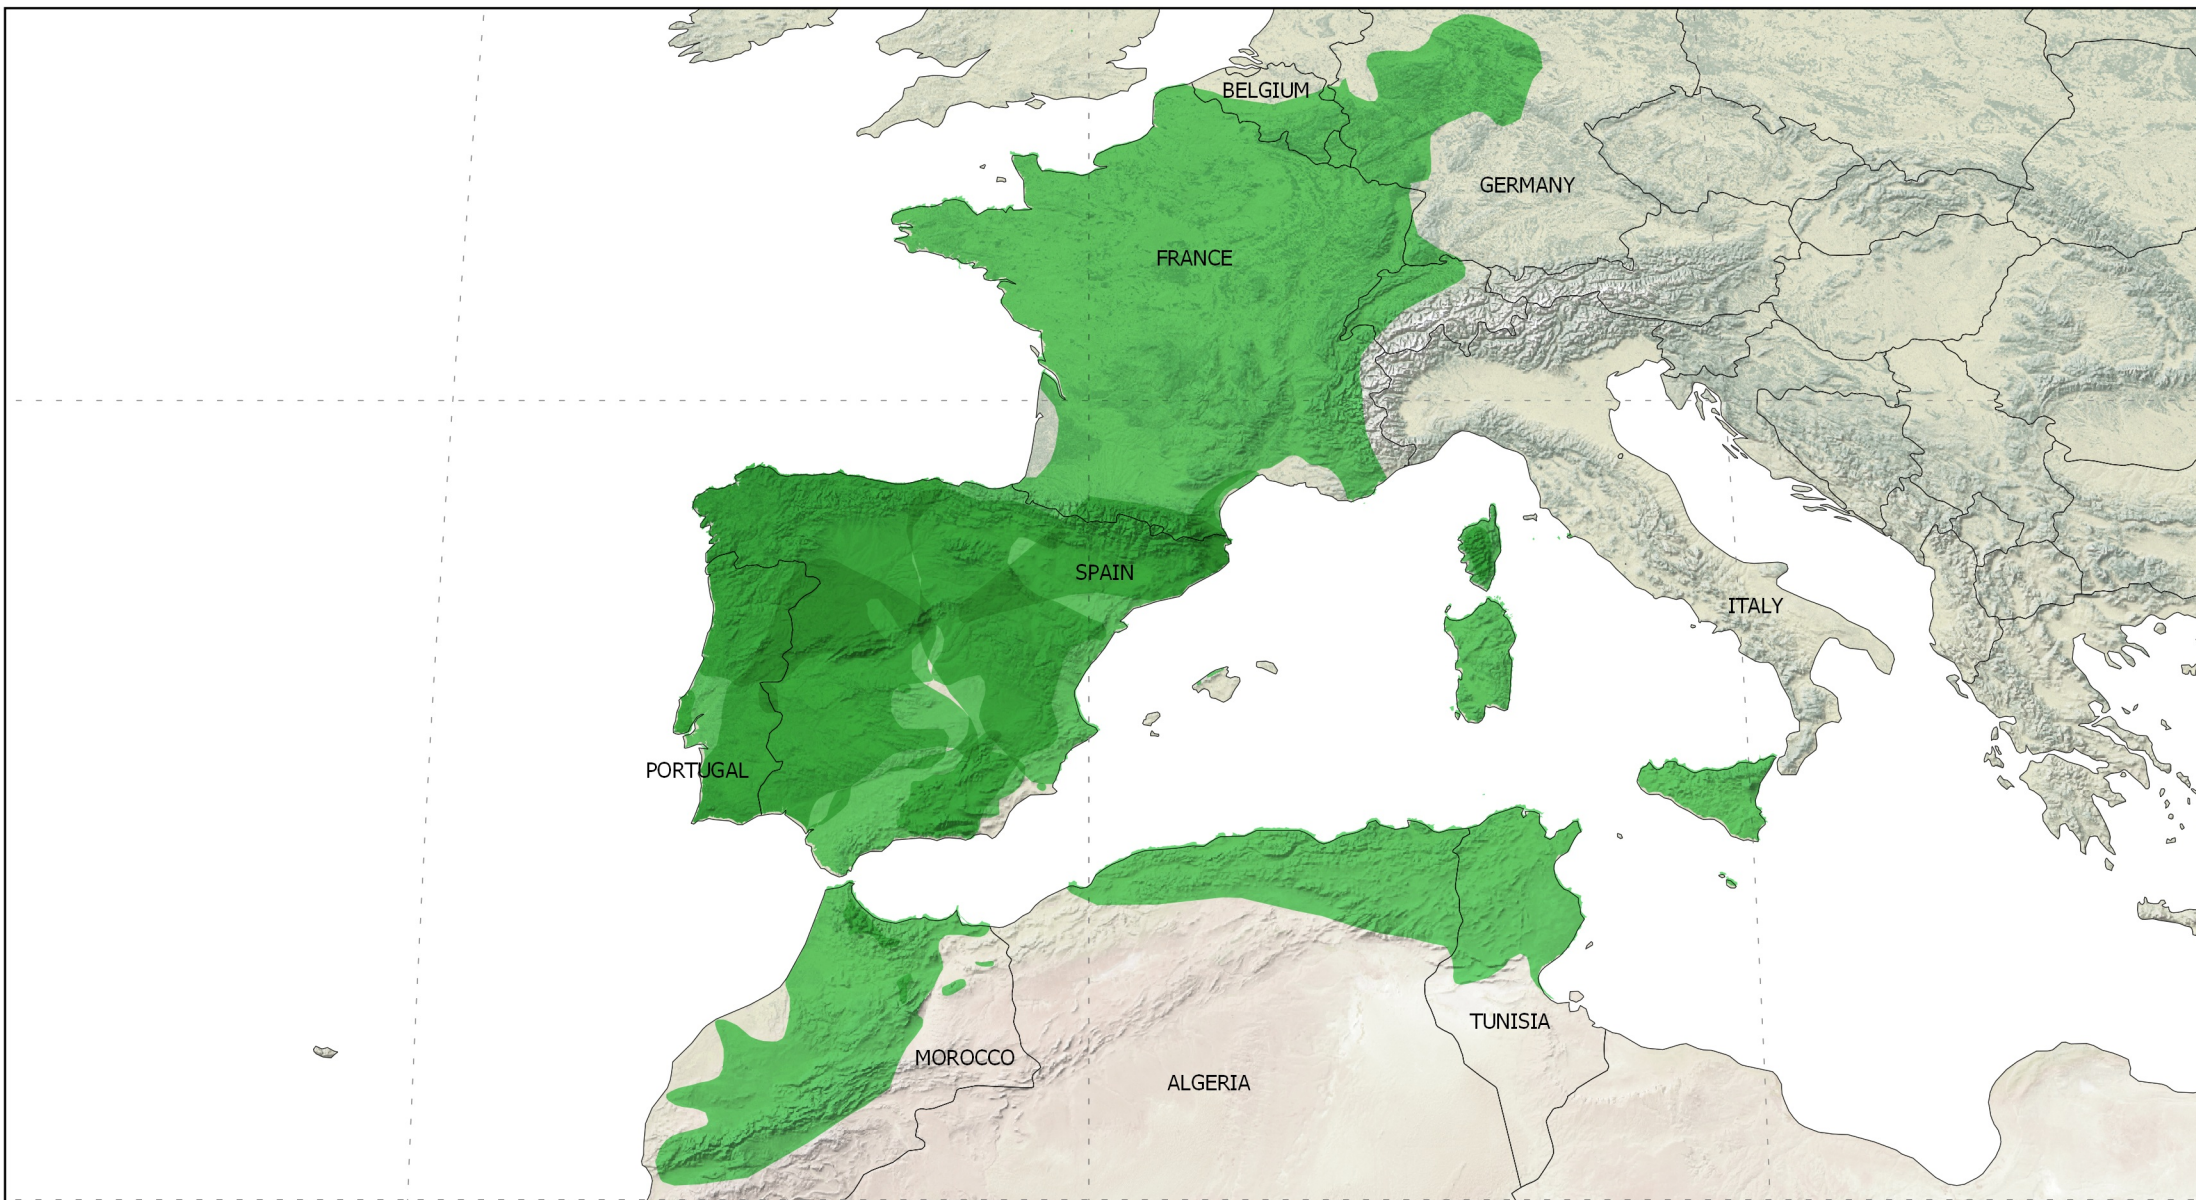 BELGIUM
GERMANY
FRANCE
SPAIN
ITALY
PORTUGAL
TUNISIA
MOROCCO
ALGERIA